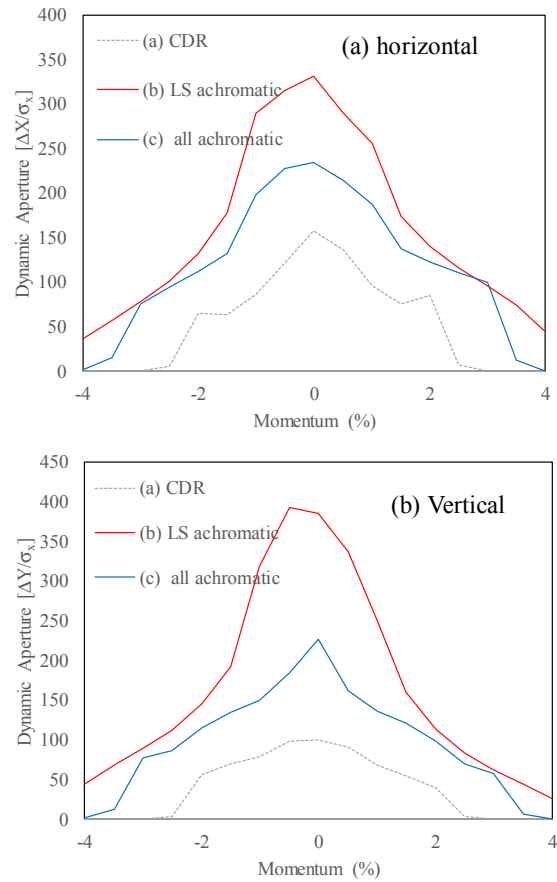 400
350
300
250
200
150
100
50
0
Dynamic Aperture [ΔX/σx]
(a) horizontal
(a) CDR
(b) LS achromatic
(c) all achromatic
-4 -2 0 2 4
Momentum (%)
450
400
350
300
250
200
150
100
50
0
Dynamic Aperture [ΔY/σx]
(b) Vertical
(a) CDR
(b) LS achromatic
(c) all achromatic
-4 -2 0 2 4
Momentum (%)